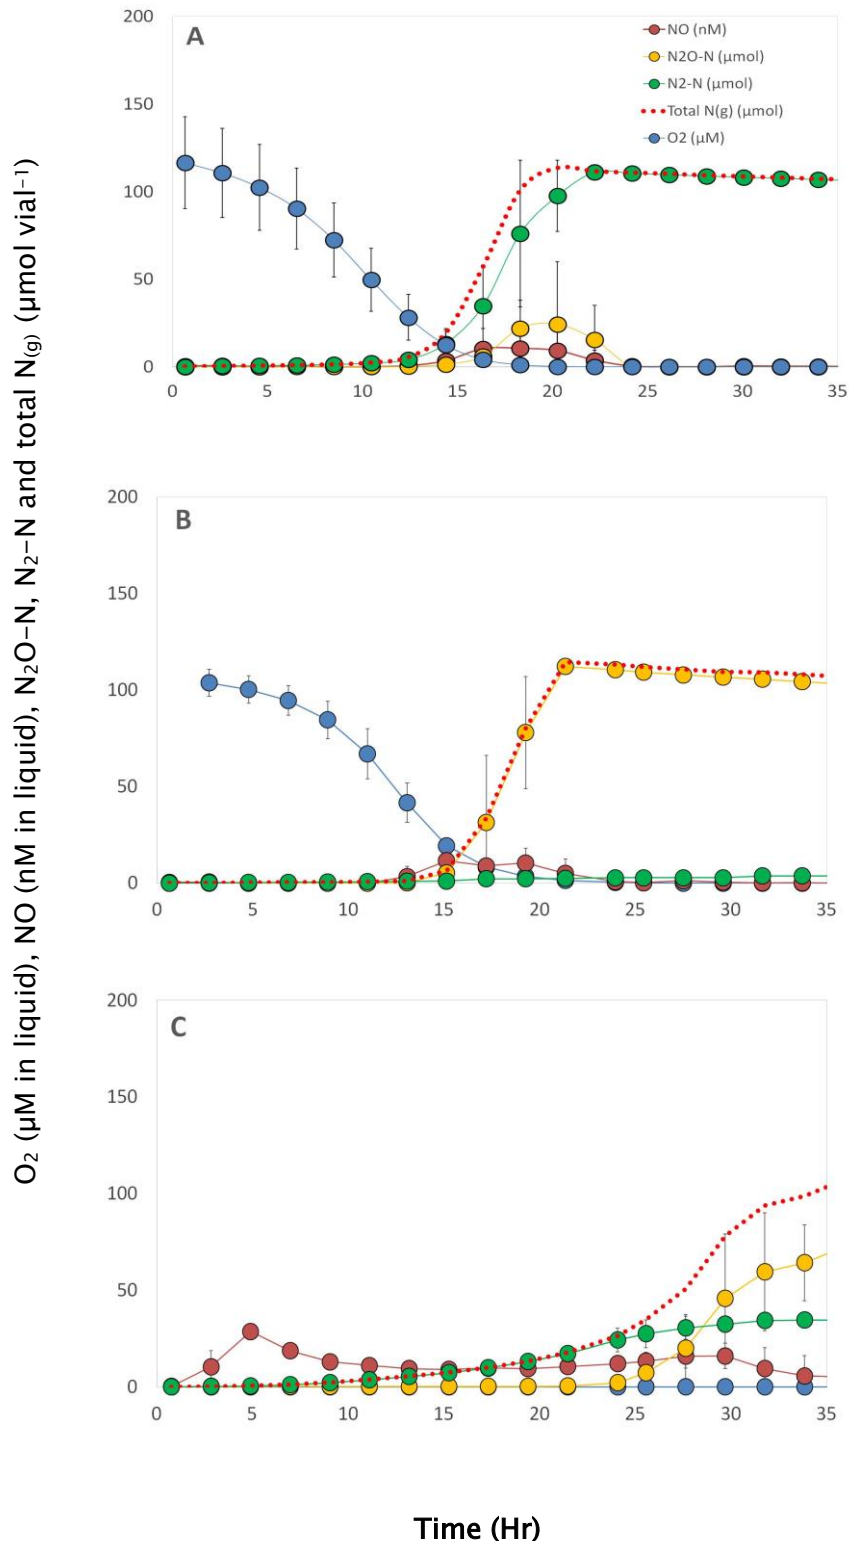 O₂ (µM in liquid), NO (nM in liquid), N₂O–N, N₂–N and total N₍g₎ (µmol vial⁻¹)
200
A
NO (nM)
N2O-N (µmol)
N2-N (µmol)
Total N(g) (µmol)
O2 (µM)
150
100
50
0
0 5 10 15 20 25 30 35
200
B
150
100
50
0
0 5 10 15 20 25 30 35
200
C
150
100
50
0
0 5 10 15 20 25 30 35
Time (Hr)